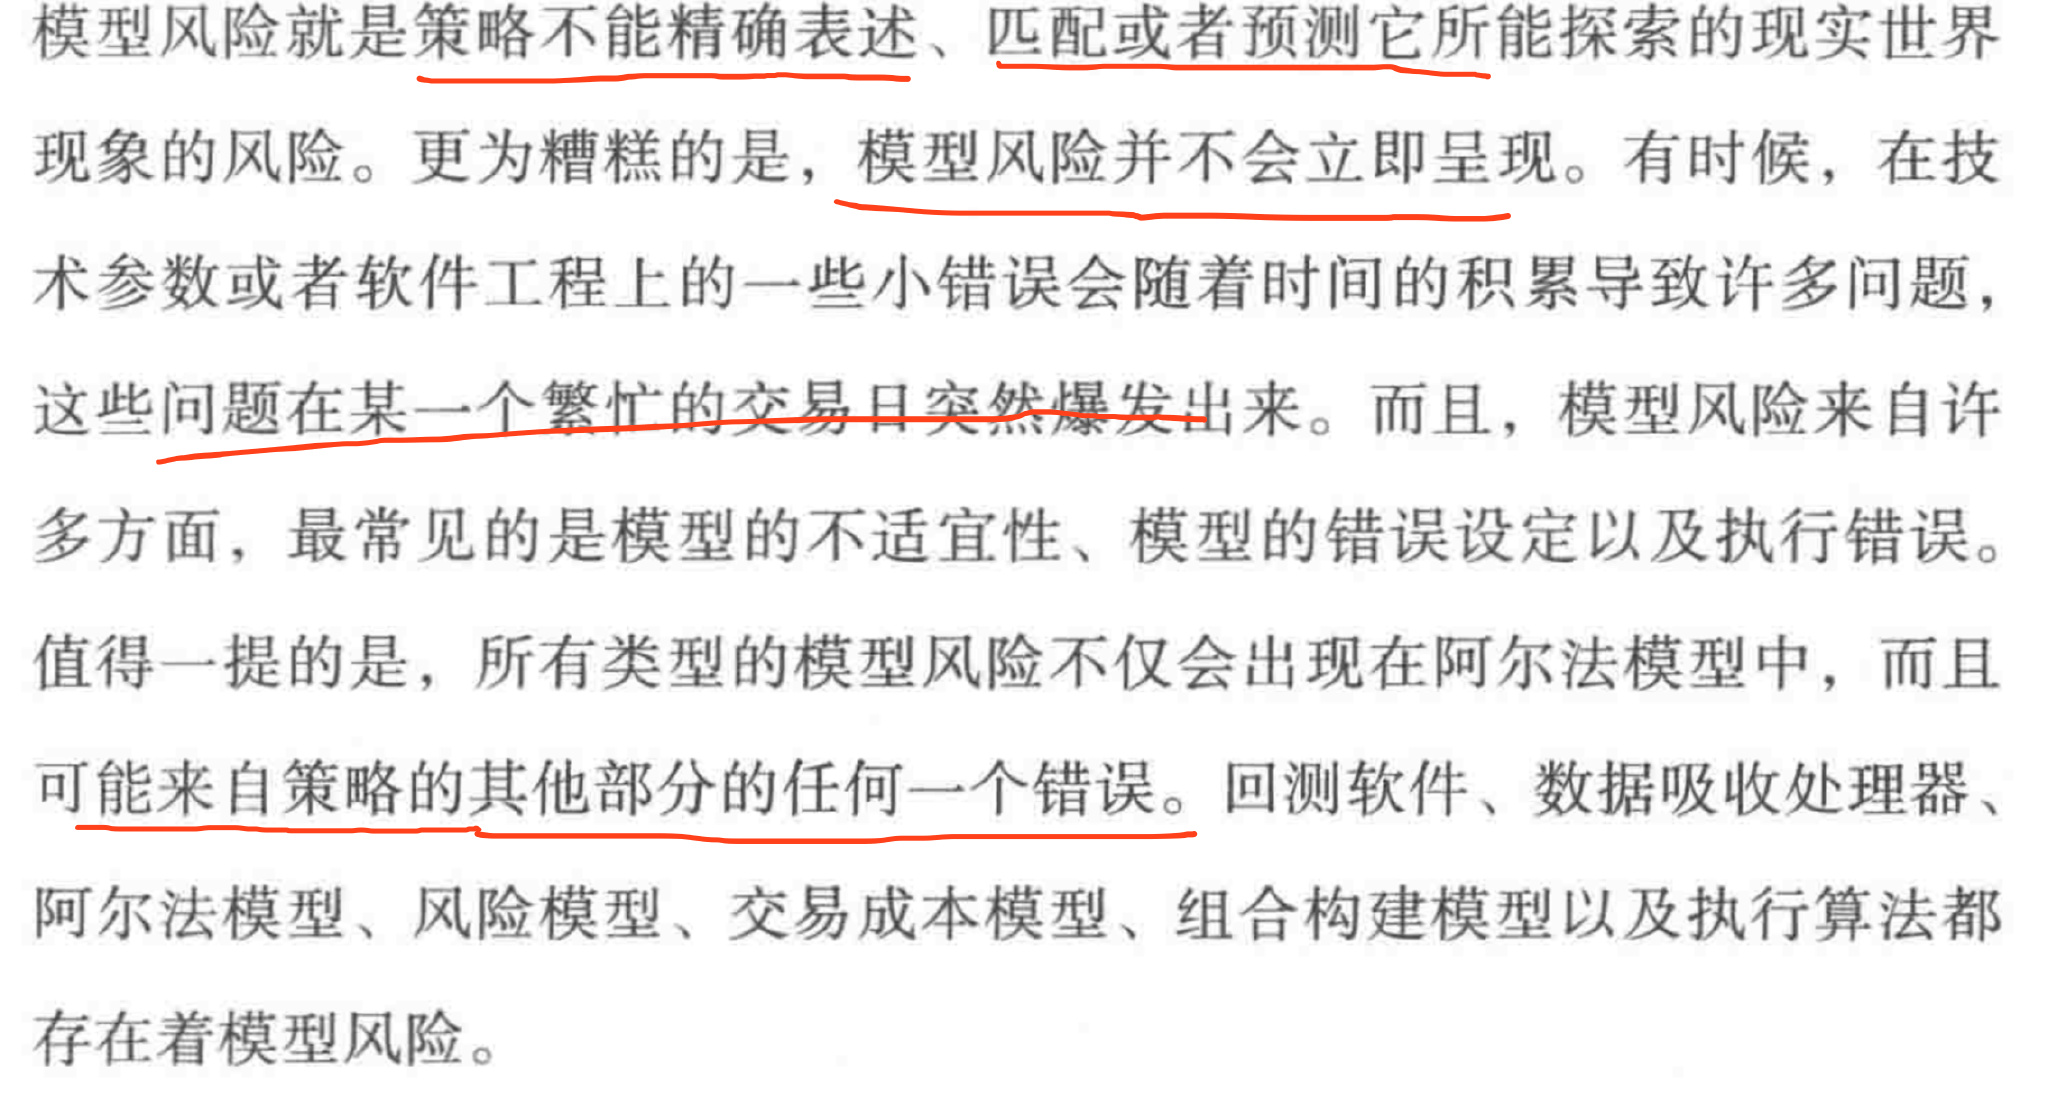 模型风险就是策略不能精确表述、匹配或者预测它所能探索的现实世界
现象的风险。更为糟糕的是，模型风险并不会立即呈现。有时候，在技
术参数或者软件工程上的一些小错误会随着时间的积累导致许多问题，
这些问题在某一个繁忙的交易日突然爆发出来。而且，模型风险来自许
多方面，最常见的是模型的不适宜性、模型的错误设定以及执行错误。
值得一提的是，所有类型的模型风险不仅会出现在阿尔法模型中，而且
可能来自策略的其他部分的任何一个错误。回测软件、数据吸收处理器、
阿尔法模型、风险模型、交易成本模型、组合构建模型以及执行算法都
存在着模型风险。